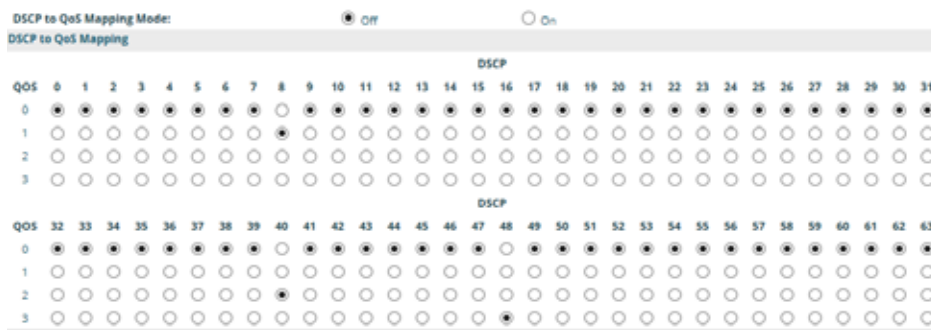 DSCP to QoS Mapping Mode: Off On
DSCP to QoS Mapping
DSCP
QOS 0 1 2 3 4 5 6 7 8 9 10 11 12 13 14 15 16 17 18 19 20 21 22 23 24 25 26 27 28 29 30 31
0
1
2
3
DSCP
QOS 32 33 34 35 36 37 38 39 40 41 42 43 44 45 46 47 48 49 50 51 52 53 54 55 56 57 58 59 60 61 62 63
0
1
2
3